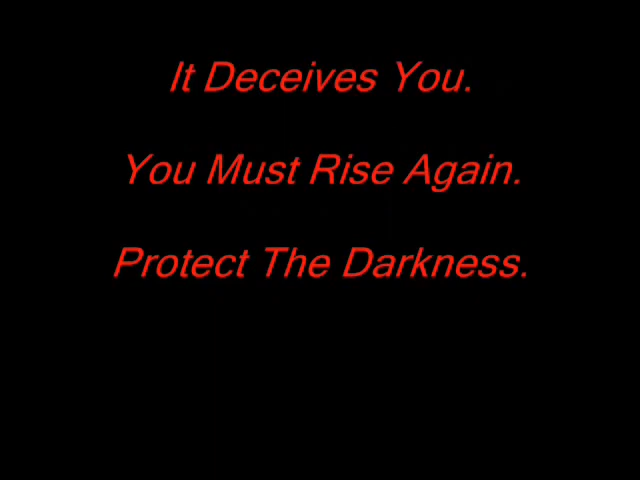 It Deceives You.
You Must Rise Again.
Protect The Darkness.